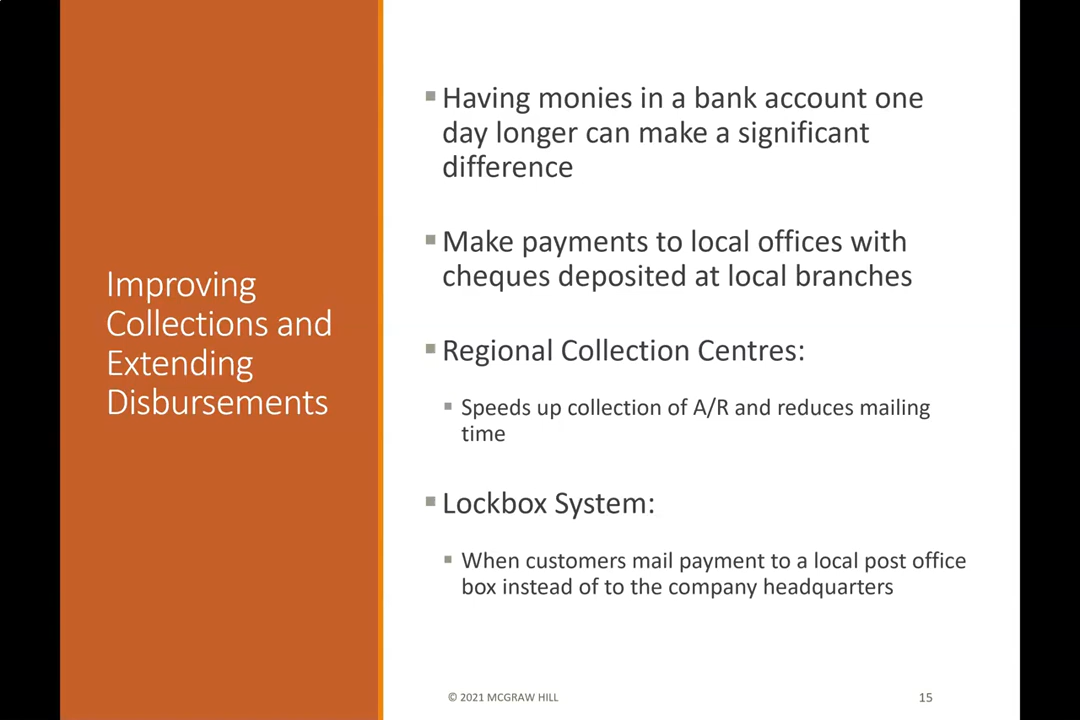 Improving
Collections and
Extending
Disbursements
Having monies in a bank account one
day longer can make a significant
difference
Make payments to local offices with
cheques deposited at local branches
Regional Collection Centres:
Speeds up collection of A/R and reduces mailing
time
Lockbox System:
When customers mail payment to a local post office
box instead of to the company headquarters
© 2021 MCGRAW HILL
15